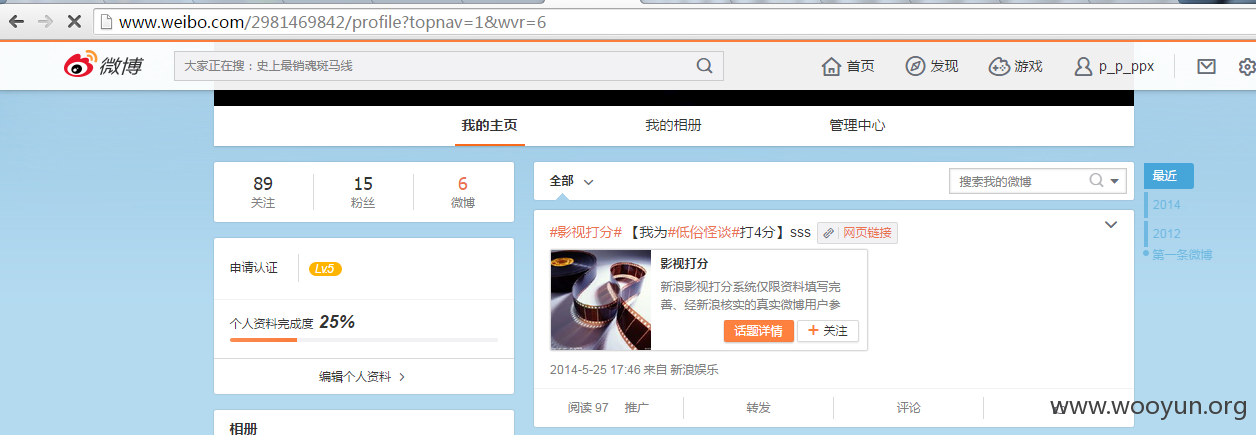 www.weibo.com/2981469842/profile?topnav=1&wvr=6
微博 大家正在搜：史上最销魂斑马线 首页 发现 游戏 p_p_ppx
我的主页 我的相册 管理中心
89 15 6
关注 粉丝 微博
申请认证 Lv5
个人资料完成度 25%
编辑个人资料 >
相册
全部 搜索我的微博
#影视打分# 【我为#低俗怪谈#打4分】sss 网页链接
影视打分
新浪影视打分系统仅限资料填写完
善、经新浪核实的真实微博用户参
话题详情 + 关注
2014-5-25 17:46 来自 新浪娱乐
阅读 97 推广 转发 评论
最近
2014
2012
第一条微博
www.wooyun.org